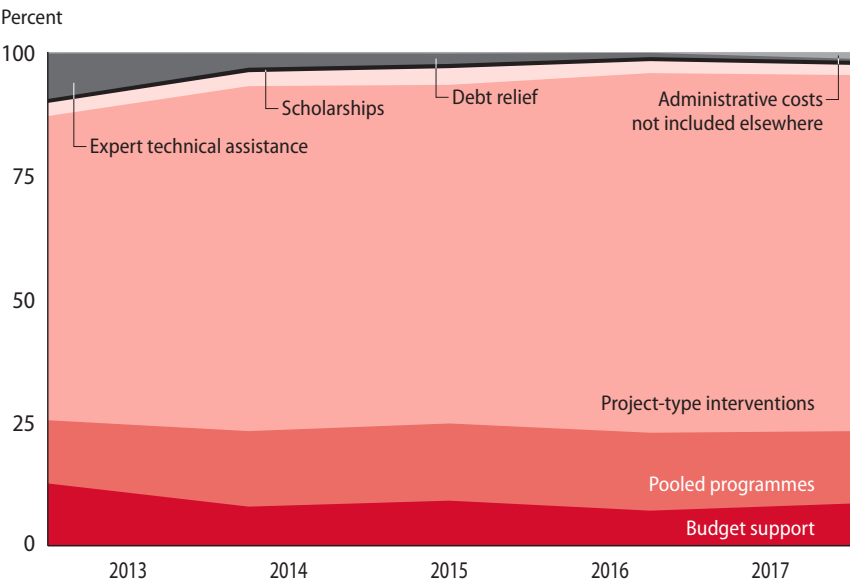 Percent
100
Scholarships
Debt relief
Administrative costs
not included elsewhere
Expert technical assistance
75
50
Project-type interventions
25
Pooled programmes
Budget support
0
2013
2014
2015
2016
2017